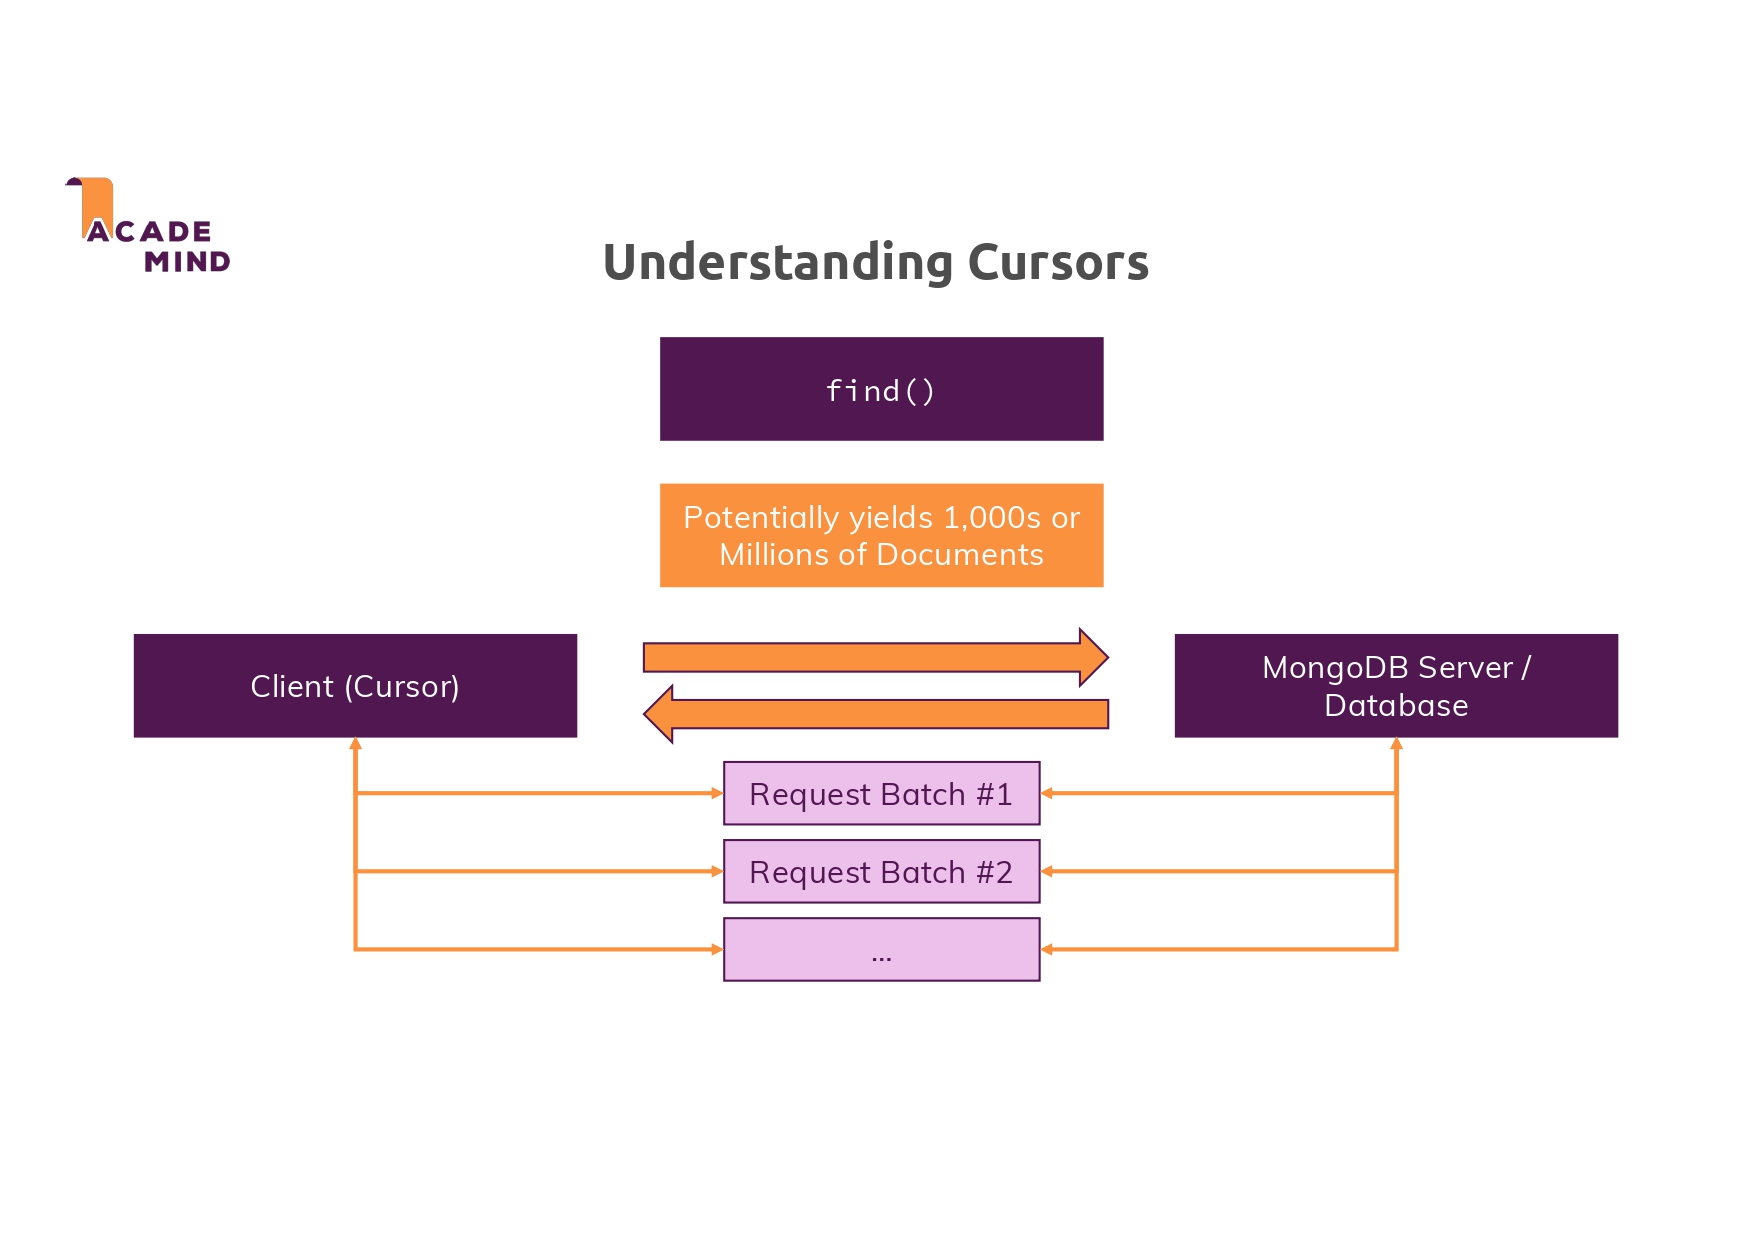 ACADE
MIND
Understanding Cursors
find()
Potentially yields 1,000s or
Millions of Documents
Client (Cursor)
MongoDB Server /
Database
Request Batch #1
Request Batch #2
...